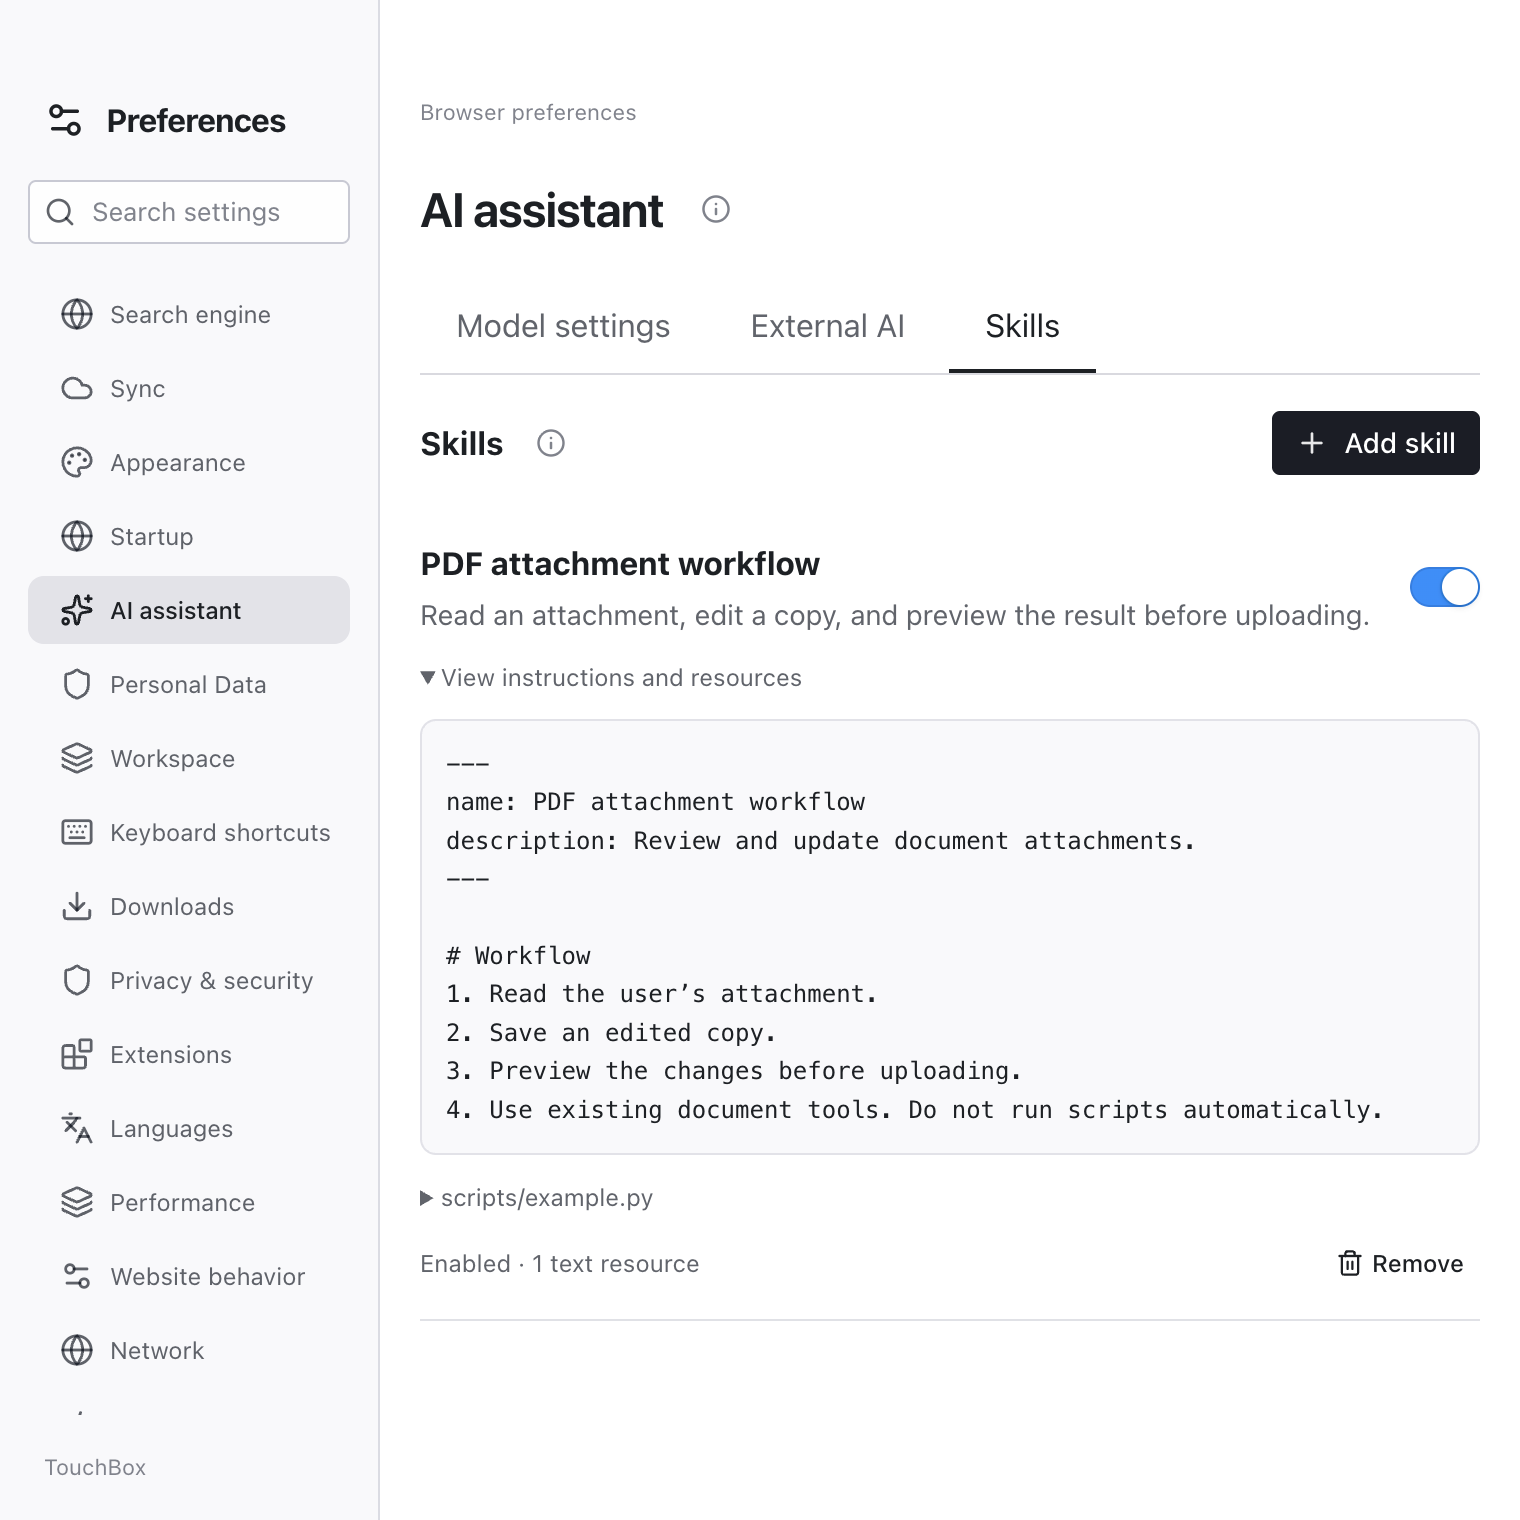 Preferences
Search settings
Search engine
Sync
Appearance
Startup
AI assistant
Personal Data
Workspace
Keyboard shortcuts
Downloads
Privacy & security
Extensions
Languages
Performance
Website behavior
Network
TouchBox
Browser preferences
AI assistant
Model settings External AI Skills
Skills
Add skill
PDF attachment workflow
Read an attachment, edit a copy, and preview the result before uploading.
View instructions and resources
---
name: PDF attachment workflow
description: Review and update document attachments.
---
# Workflow
1. Read the user’s attachment.
2. Save an edited copy.
3. Preview the changes before uploading.
4. Use existing document tools. Do not run scripts automatically.
scripts/example.py
Enabled · 1 text resource
Remove